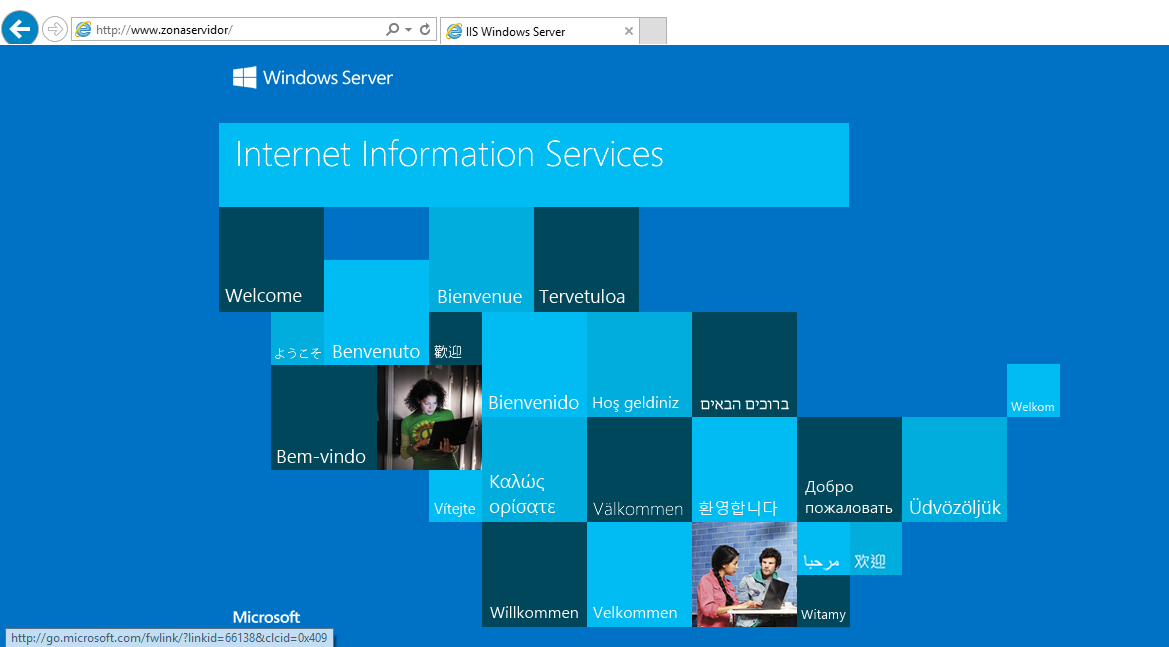 http://www.zonaservidor/
IIS Windows Server
Windows Server
Internet Information Services
Welcome
Bienvenue
Tervetuloa
ようこそ
Benvenuto
歡迎
Bienvenido
Hoş geldiniz
ברוכים הבאים
Welkom
Bem-vindo
Vítejte
Καλώς
ορίσατε
Välkommen
환영합니다
Добро
пожаловать
Üdvözöljük
Willkommen
Velkommen
مرحبا
欢迎
Witamy
Microsoft
http://go.microsoft.com/fwlink/?linkid=66138&clcid=0x409